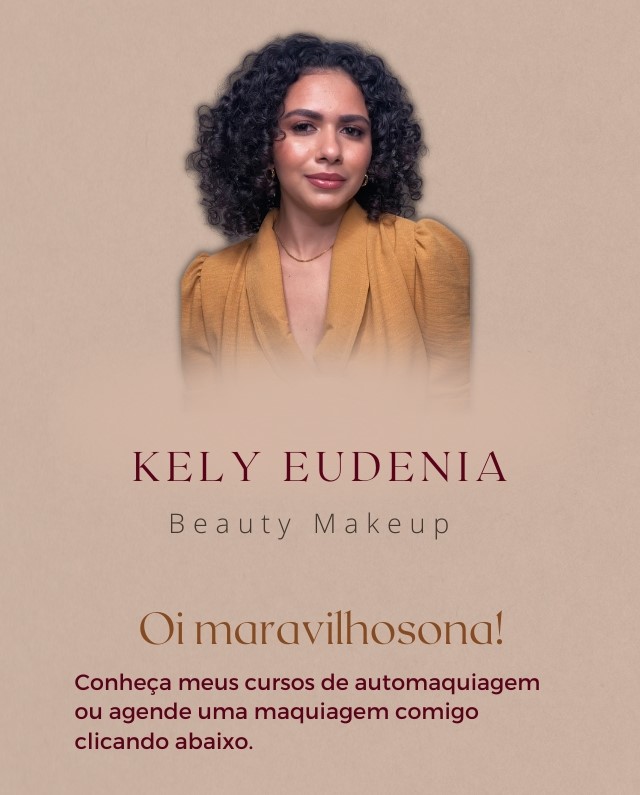 KELY EUDENIA
Beauty Makeup
Oi maravilhosona!
Conheça meus cursos de automaquiagem
ou agende uma maquiagem comigo
clicando abaixo.